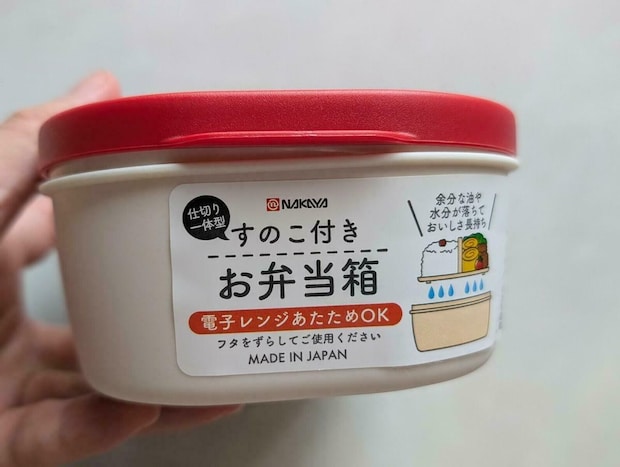 仕切り
一体型
NAKAYA
すのこ付き
お弁当箱
電子レンジあたためOK
フタをずらしてご使用ください
MADE IN JAPAN
余分な油や
水分が落ちて
おいしさ長持ち